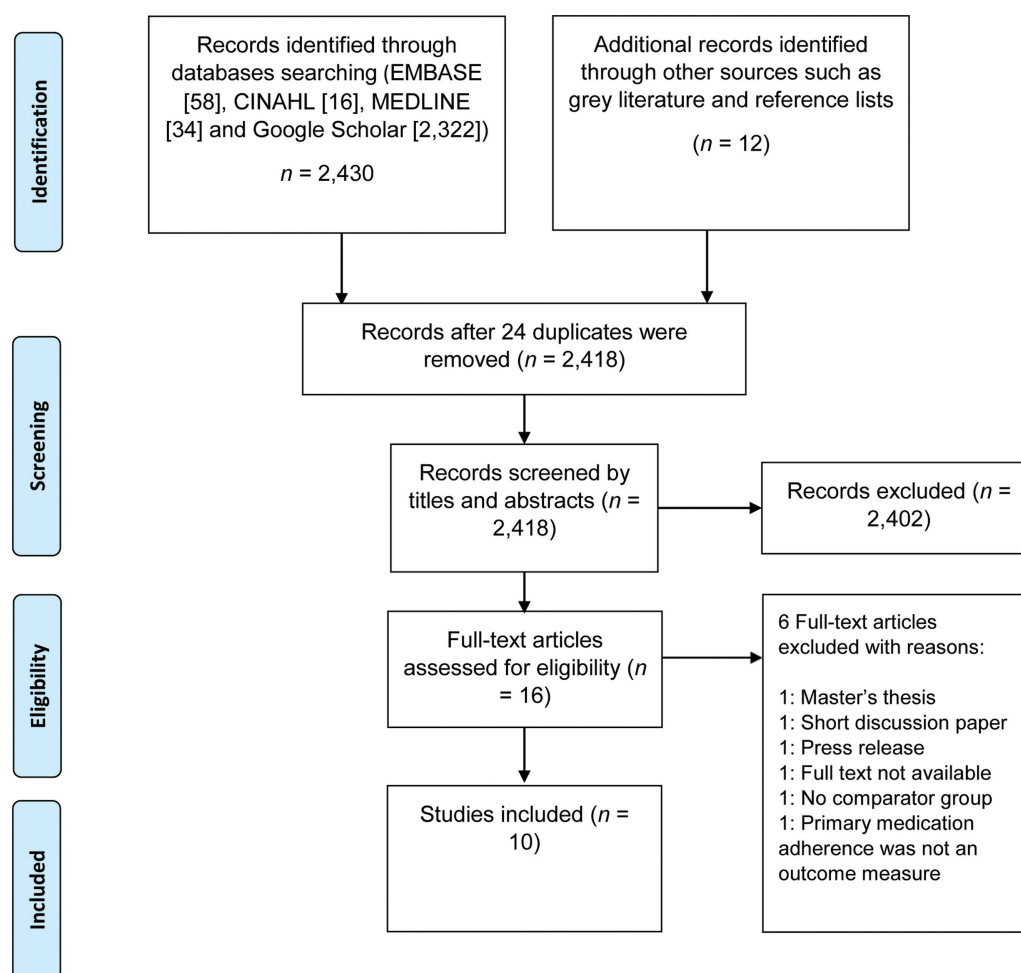 Identification
Records identified through
databases searching (EMBASE
[58], CINAHL [16], MEDLINE
[34] and Google Scholar [2,322])
n = 2,430
Additional records identified
through other sources such as
grey literature and reference lists
(n = 12)
Screening
Records after 24 duplicates were
removed (n = 2,418)
Records screened by
titles and abstracts (n =
2,418)
Records excluded (n =
2,402)
Eligibility
Full-text articles
assessed for eligibility (n
= 16)
6 Full-text articles
excluded with reasons:
1: Master's thesis
1: Short discussion paper
1: Press release
1: Full text not available
1: No comparator group
1: Primary medication
adherence was not an
outcome measure
Included
Studies included (n =
10)